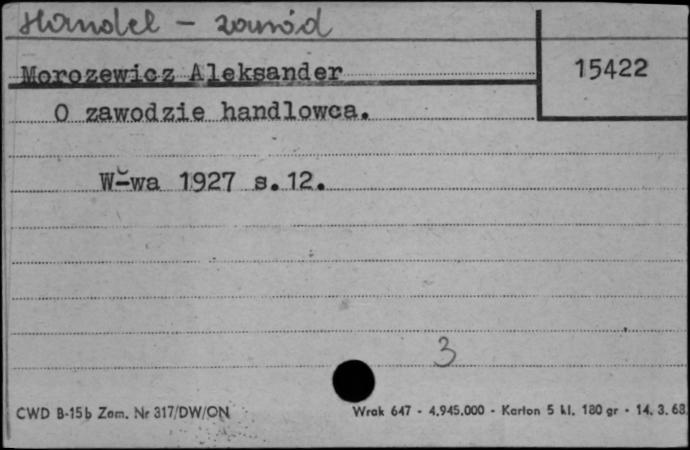 Handel - zawód
Morozewicz Aleksander
15422
O zawodzie handlowca.
W-wa 1927 s.12.
3
CWD B-15b Zam. Nr 317/DW/ON
Wrak 647 - 4.945.000 - Karton 5 kl. 180 gr - 14. 3. 63.